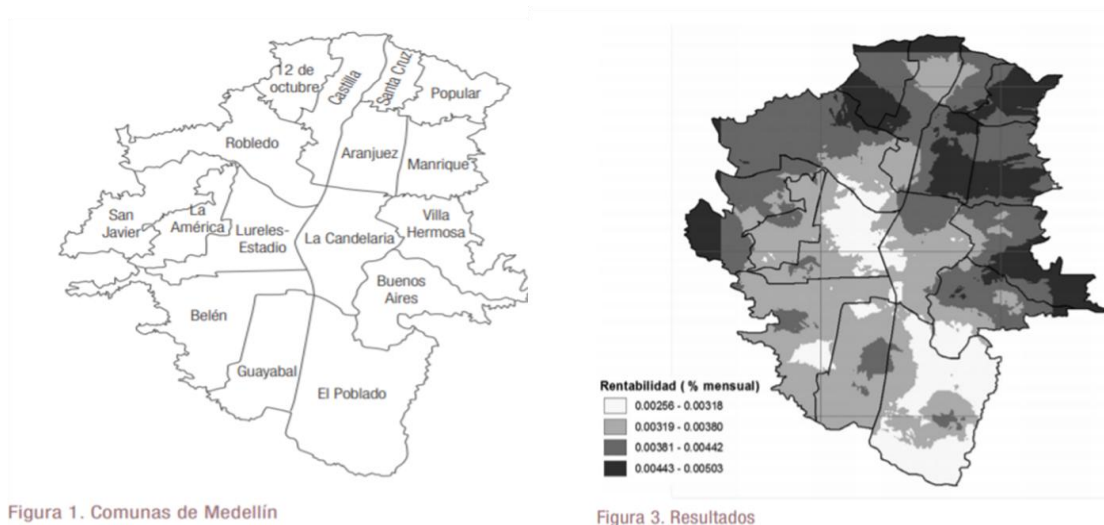 12 de
octubre
Castilla
Santa Cruz
Popular
Robledo
Aranjuez
Manrique
San
Javier
La
América
Lureles-
Estadio
La Candelaria
Villa
Hermosa
Buenos
Aires
Belén
Guayabal
El Poblado
Figura 1. Comunas de Medellín
Rentabilidad ( % mensual)
0.00256 - 0.00318
0.00319 - 0.00380
0.00381 - 0.00442
0.00443 - 0.00503
Figura 3. Resultados